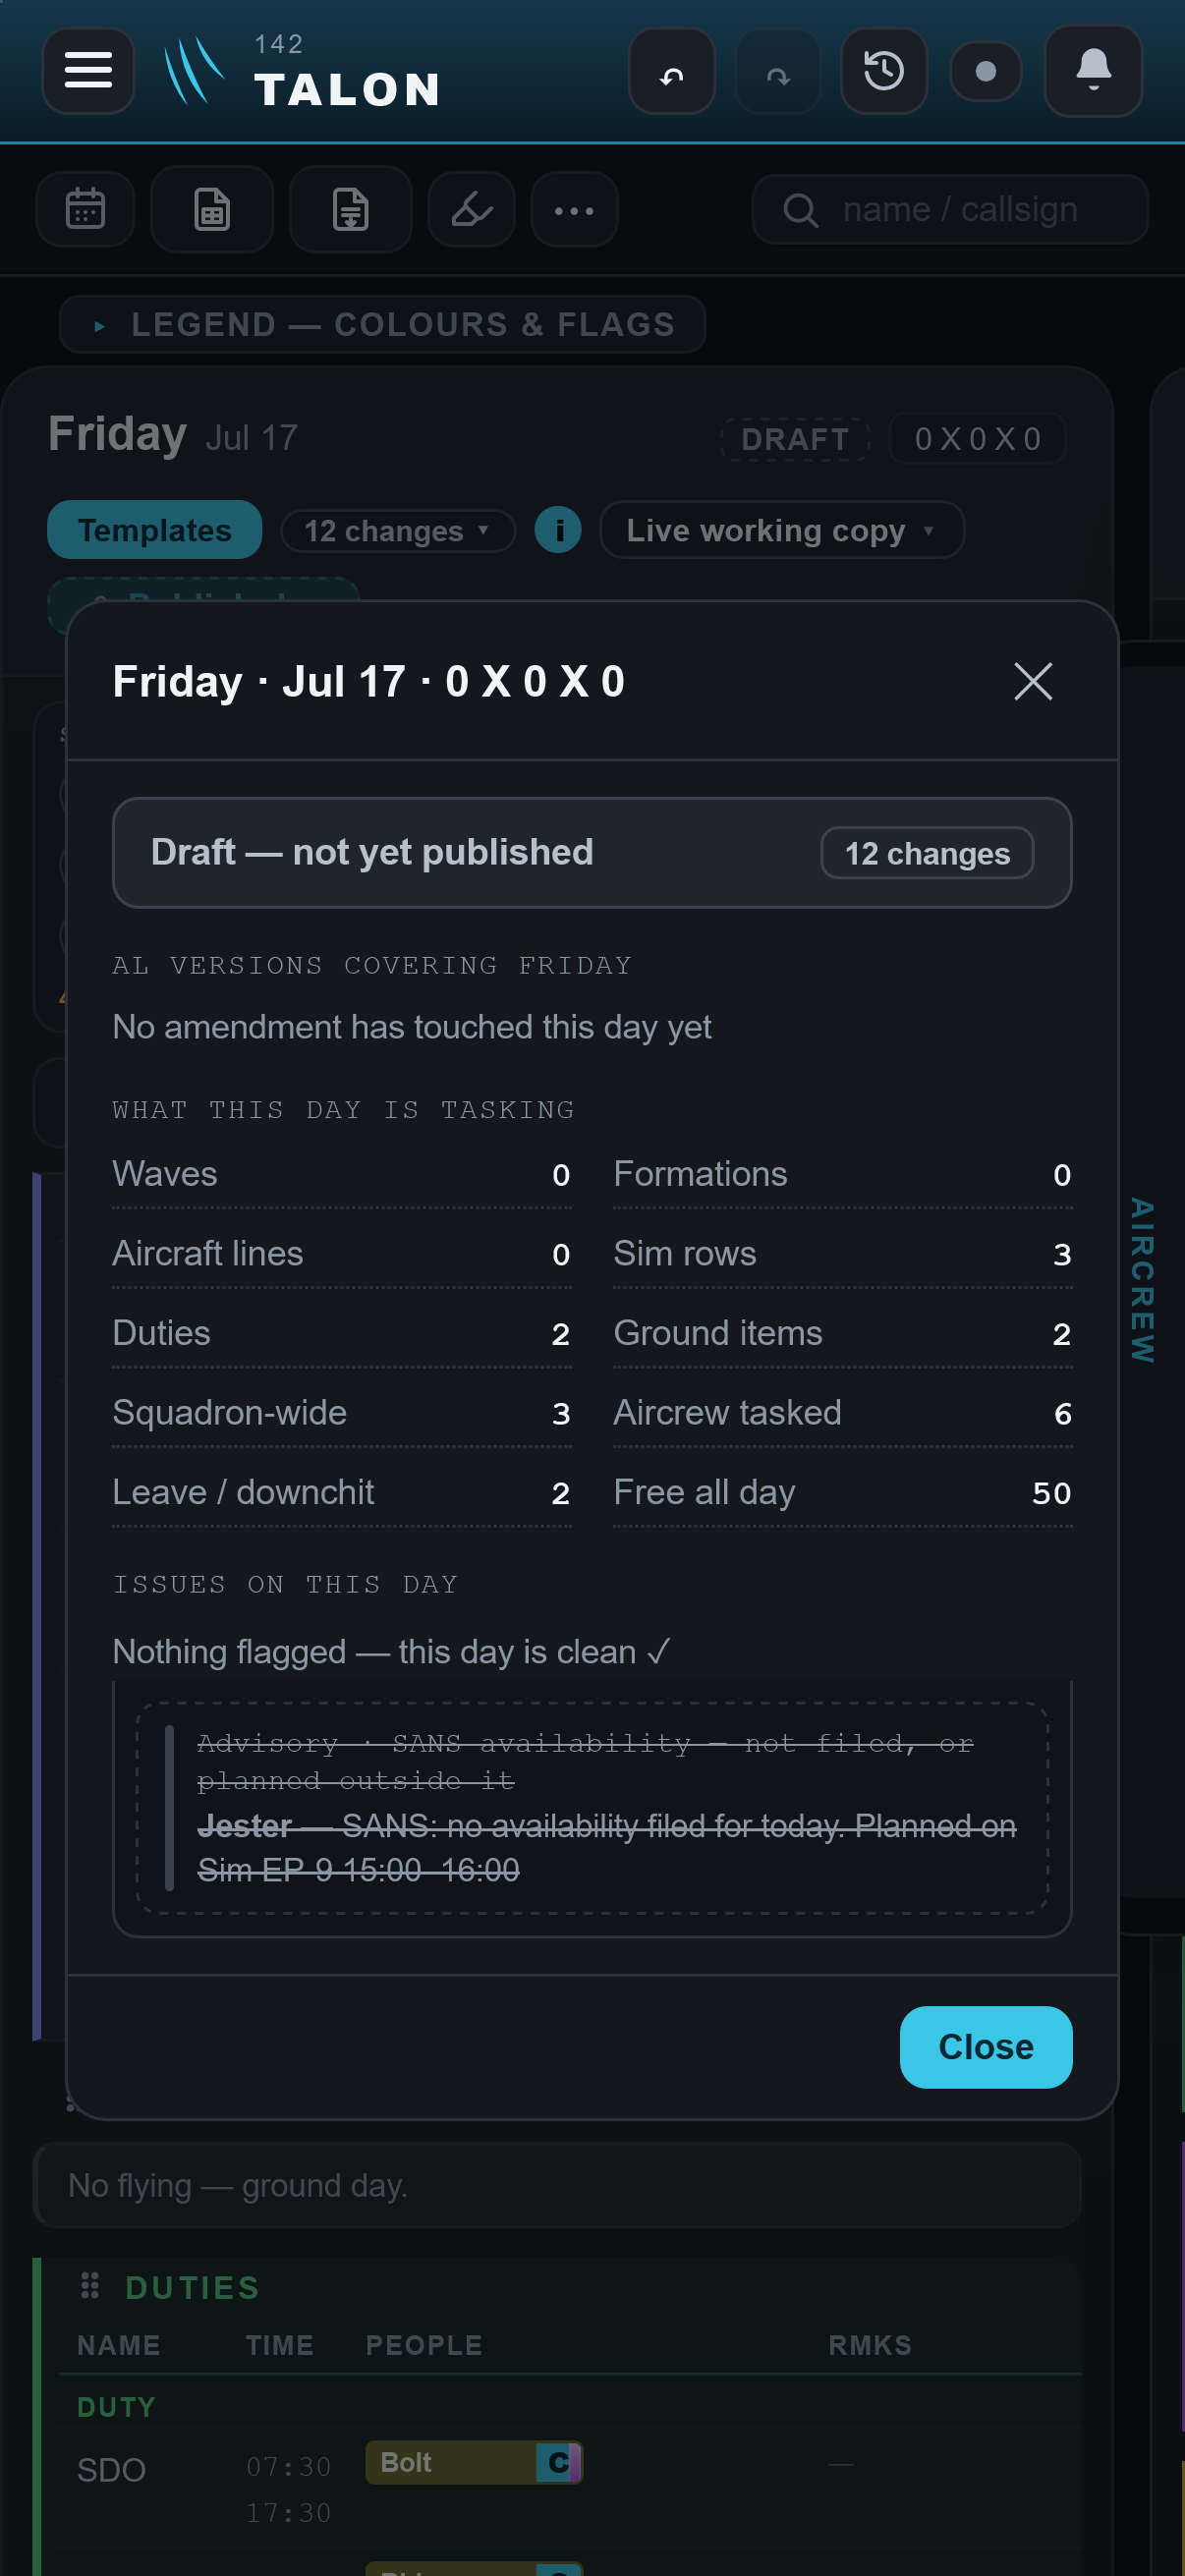 142
TALON
name / callsign
▸ LEGEND — COLOURS & FLAGS
Friday Jul 17
DRAFT
0 X 0 X 0
Templates
12 changes ▾
i
Live working copy ▾
Friday · Jul 17 · 0 X 0 X 0
Draft — not yet published
12 changes
AL VERSIONS COVERING FRIDAY
No amendment has touched this day yet
WHAT THIS DAY IS TASKING
Waves 0
Formations 0
Aircraft lines 0
Sim rows 3
Duties 2
Ground items 2
Squadron-wide 3
Aircrew tasked 6
Leave / downchit 2
Free all day 50
ISSUES ON THIS DAY
Nothing flagged — this day is clean ✓
Advisory · SANS availability — not filed, or
planned outside it
Jester — SANS: no availability filed for today. Planned on
Sim EP-9 15:00–16:00
Close
AIRCREW
No flying — ground day.
DUTIES
NAME TIME PEOPLE RMKS
DUTY
SDO 07:30 Bolt C —
17:30